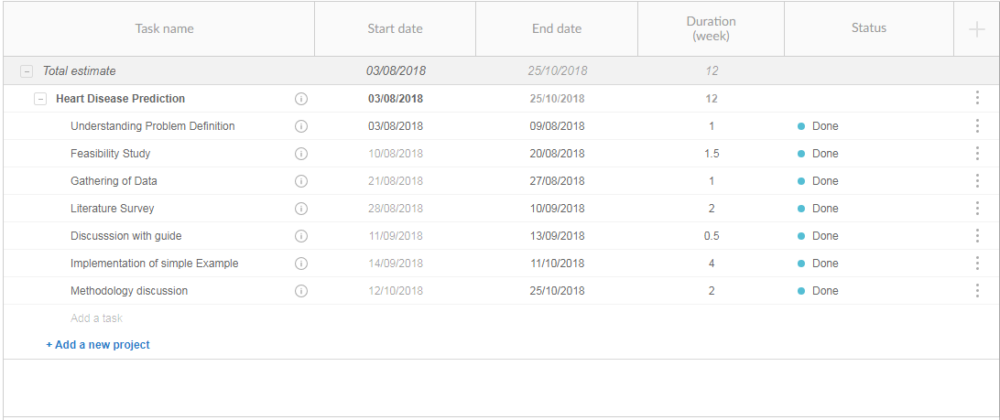 Task name Start date End date Duration (week) Status
Total estimate 03/08/2018 25/10/2018 12
Heart Disease Prediction 03/08/2018 25/10/2018 12
Understanding Problem Definition 03/08/2018 09/08/2018 1 Done
Feasibility Study 10/08/2018 20/08/2018 1.5 Done
Gathering of Data 21/08/2018 27/08/2018 1 Done
Literature Survey 28/08/2018 10/09/2018 2 Done
Discusssion with guide 11/09/2018 13/09/2018 0.5 Done
Implementation of simple Example 14/09/2018 11/10/2018 4 Done
Methodology discussion 12/10/2018 25/10/2018 2 Done
Add a task
+ Add a new project